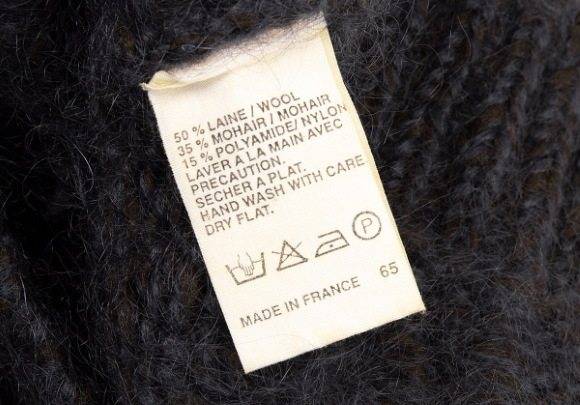 50 % LAINE / WOOL
35 % MOHAIR / MOHAIR
15 % POLYAMIDE/ NYLON
LAVER A LA MAIN AVEC
PRECAUTION.
SECHER A PLAT.
HAND WASH WITH CARE
DRY FLAT.
P
MADE IN FRANCE 65